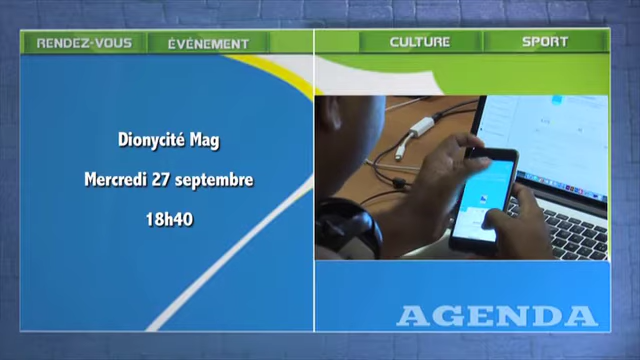 RENDEZ-VOUS
ÉVÉNEMENT
CULTURE
SPORT
Dionycité Mag
Mercredi 27 septembre
18h40
AGENDA